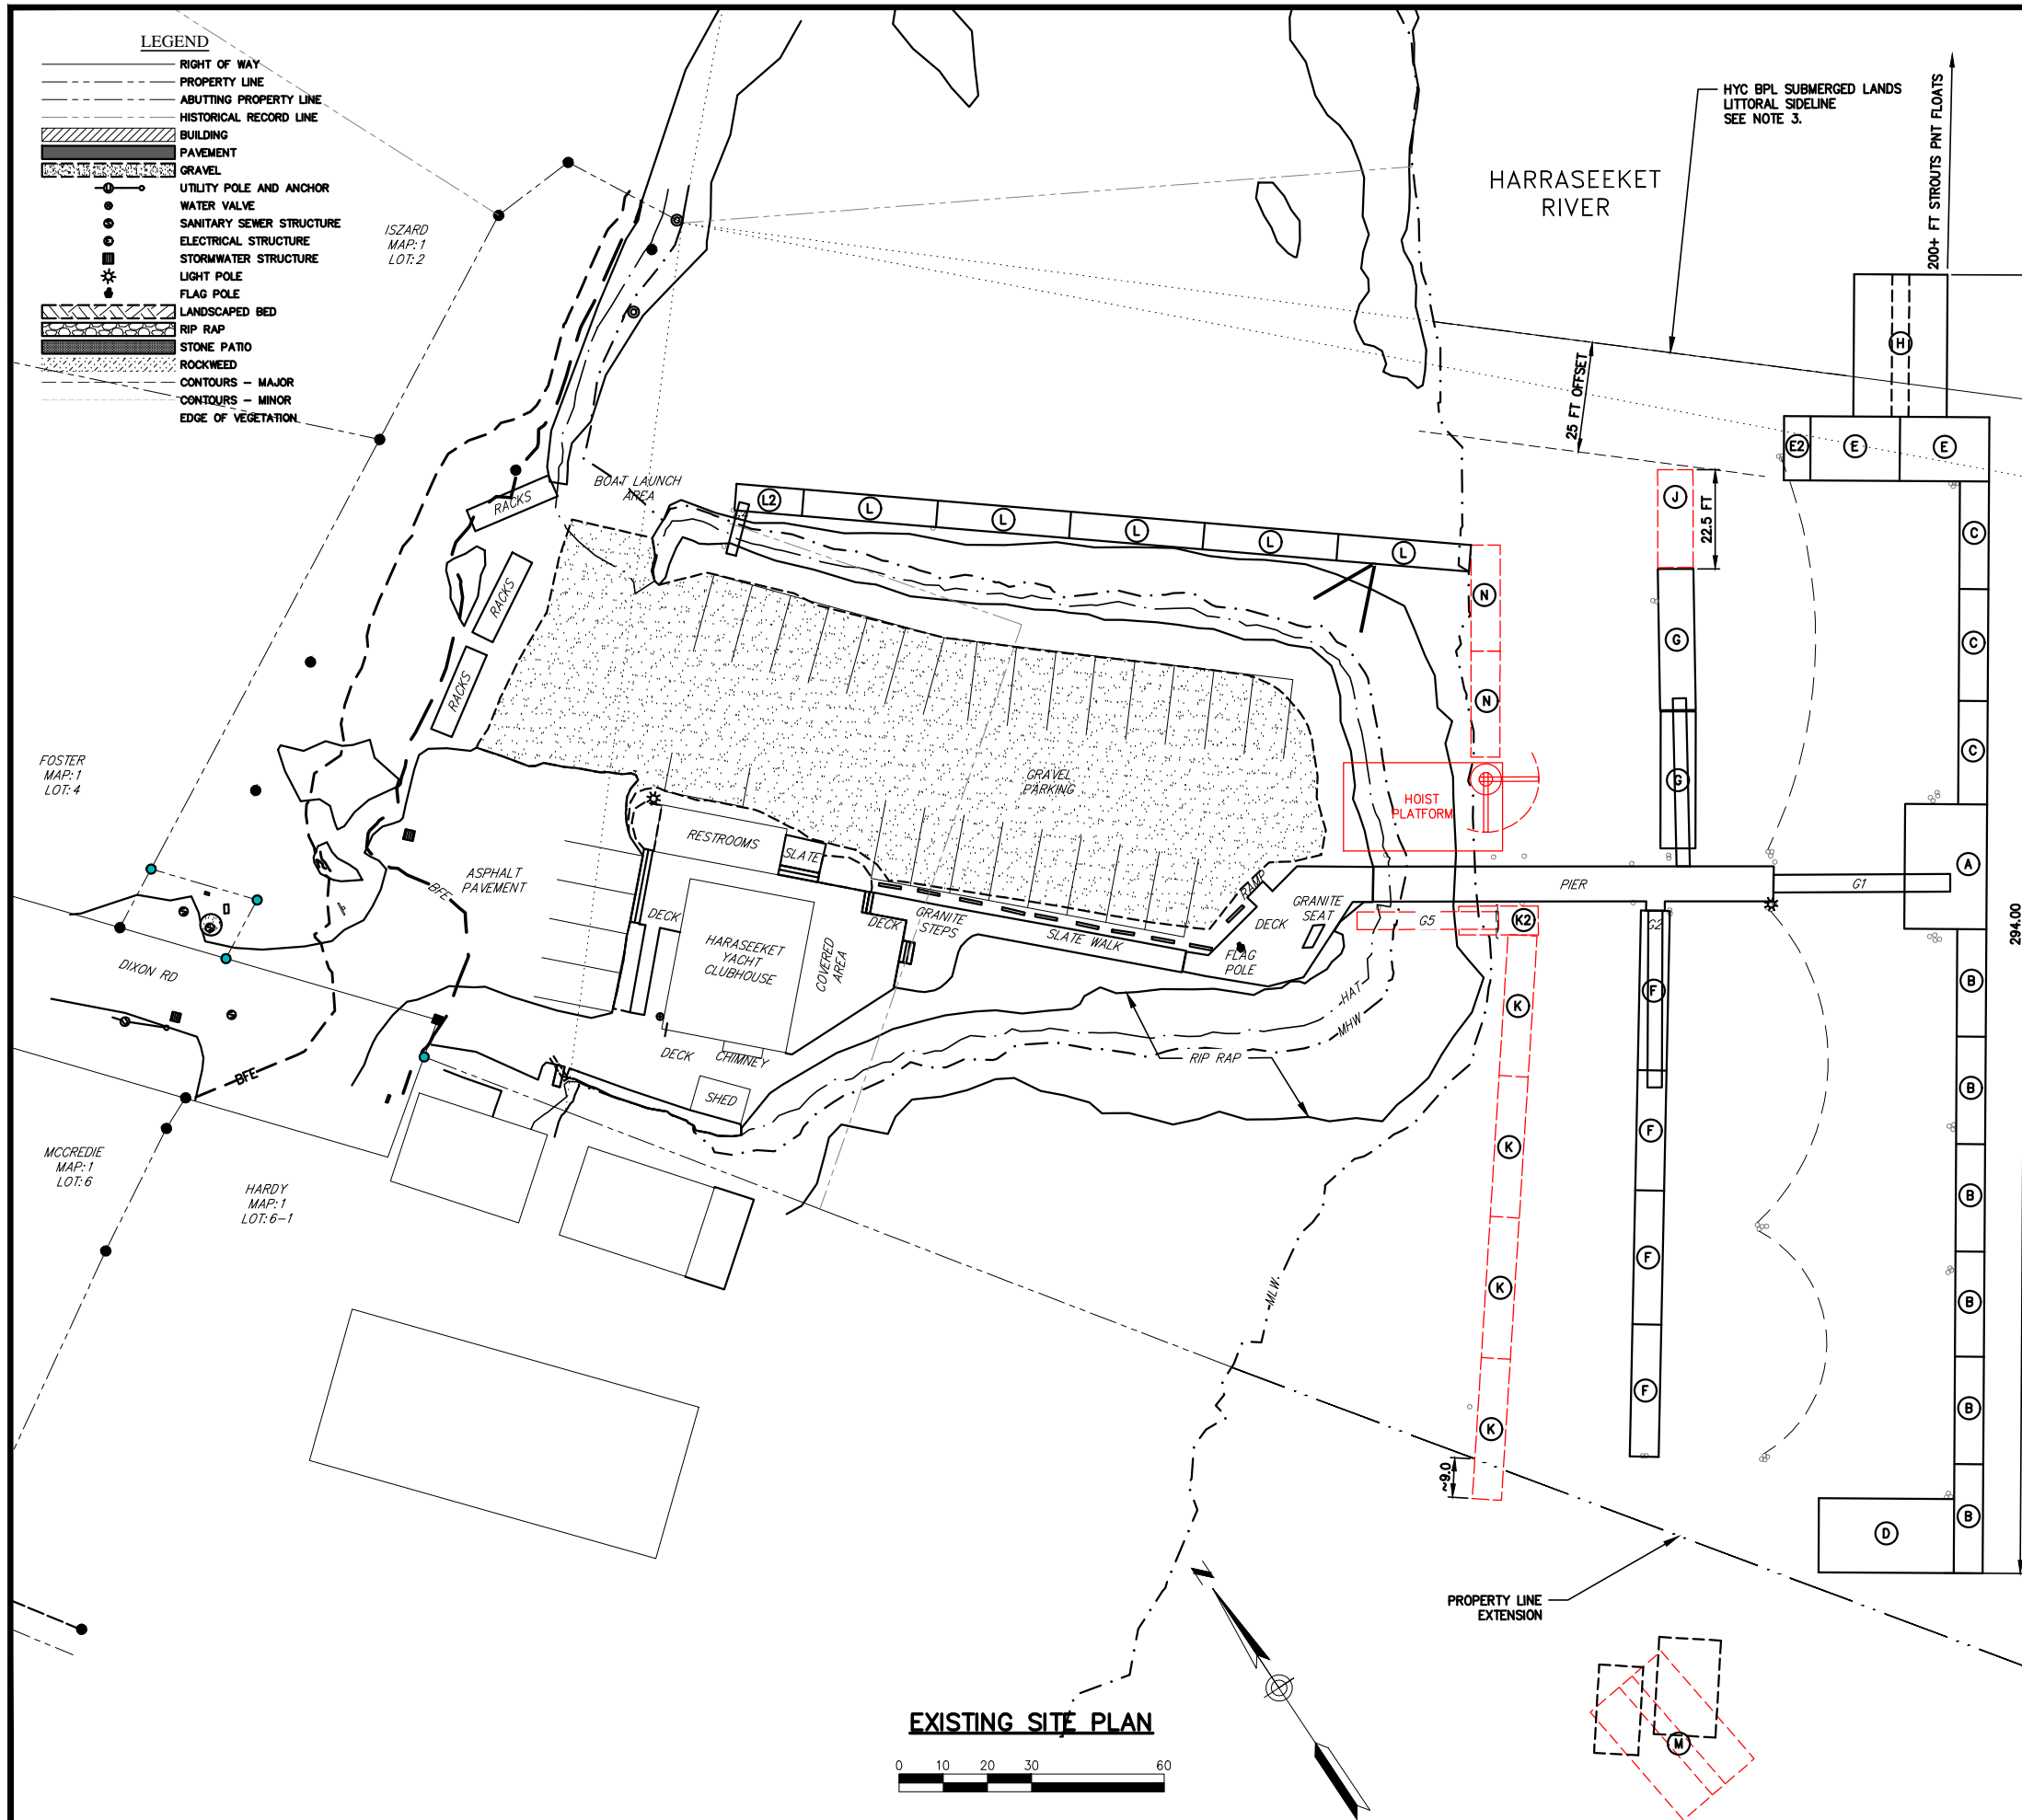 LEGEND
RIGHT OF WAY
PROPERTY LINE
ABUTTING PROPERTY LINE
HISTORICAL RECORD LINE
BUILDING
PAVEMENT
GRAVEL
UTILITY POLE AND ANCHOR
WATER VALVE
SANITARY SEWER STRUCTURE
ELECTRICAL STRUCTURE
STORMWATER STRUCTURE
LIGHT POLE
FLAG POLE
LANDSCAPED BED
RIP RAP
STONE PATIO
ROCKWEED
CONTOURS - MAJOR
CONTOURS - MINOR
EDGE OF VEGETATION
ISZARD
MAP: 1
LOT: 2
HYC BPL SUBMERGED LANDS
LITTORAL SIDELINE
SEE NOTE 3.
HARRASEEKET
RIVER
200+ FT STROUTS PNT FLOATS
25 FT OFFSET
H
E2
E
E
J
22.5 FT
C
C
C
BOAT LAUNCH
AREA
RACKS
RACKS
RACKS
L2
L
L
L
L
L
N
N
G
G
FOSTER
MAP: 1
LOT: 4
GRAVEL
PARKING
HOIST
PLATFORM
RESTROOMS
SLATE
ASPHALT
PAVEMENT
BFE
DECK
HARASEEKET
YACHT
CLUBHOUSE
COVERED
AREA
DECK
GRANITE
STEPS
SLATE WALK
RAMP
DECK
GRANITE
SEAT
FLAG
POLE
PIER
G1
A
G5
K2
G2
294.00
DIXON RD
BFE
DECK
CHIMNEY
SHED
HAT
MHW
RIP RAP
MLW
K
K
K
K
F
F
F
F
B
B
B
B
B
B
D
~9.0
MCCREDIE
MAP: 1
LOT: 6
HARDY
MAP: 1
LOT: 6-1
PROPERTY LINE
EXTENSION
M
N
EXISTING SITE PLAN
0 10 20 30 60